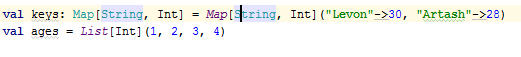 val keys: Map[String, Int] = Map[String, Int]("Levon"->30, "Artash"->28)
val ages = List[Int](1, 2, 3, 4)